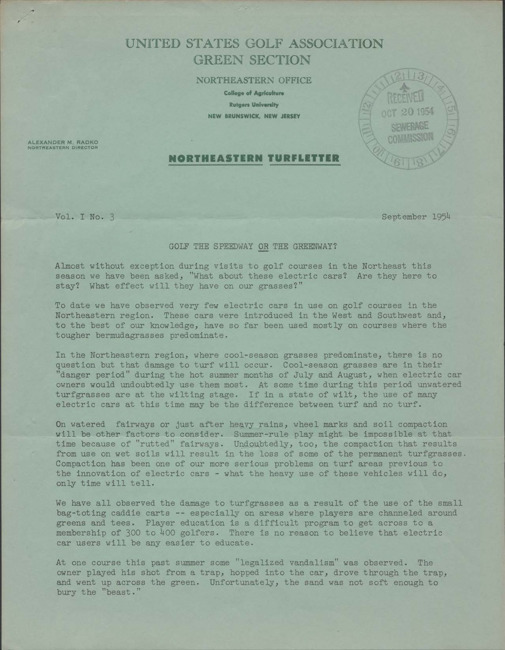 UNITED STATES GOLF ASSOCIATION
GREEN SECTION
NORTHEASTERN OFFICE
College of Agriculture
Rutgers University
NEW BRUNSWICK, NEW JERSEY
RECEIVED
OCT 20 1954
SEWERAGE
COMMISSION
ALEXANDER M. RADKO
NORTHEASTERN DIRECTOR
NORTHEASTERN TURFLETTER
Vol. I No. 3 September 1954
GOLF THE SPEEDWAY OR THE GREENWAY?
Almost without exception during visits to golf courses in the Northeast this
season we have been asked, "What about these electric cars? Are they here to
stay? What effect will they have on our grasses?"
To date we have observed very few electric cars in use on golf courses in the
Northeastern region. These cars were introduced in the West and Southwest and,
to the best of our knowledge, have so far been used mostly on courses where the
tougher bermudagrasses predominate.
In the Northeastern region, where cool-season grasses predominate, there is no
question but that damage to turf will occur. Cool-season grasses are in their
"danger period" during the hot summer months of July and August, when electric car
owners would undoubtedly use them most. At some time during this period unwatered
turfgrasses are at the wilting stage. If in a state of wilt, the use of many
electric cars at this time may be the difference between turf and no turf.
On watered fairways or just after heavy rains, wheel marks and soil compaction
will be other factors to consider. Summer-rule play might be impossible at that
time because of "rutted" fairways. Undoubtedly, too, the compaction that results
from use on wet soils will result in the loss of some of the permanent turfgrasses.
Compaction has been one of our more serious problems on turf areas previous to
the innovation of electric cars - what the heavy use of these vehicles will do,
only time will tell.
We have all observed the damage to turfgrasses as a result of the use of the small
bag-toting caddie carts -- especially on areas where players are channeled around
greens and tees. Player education is a difficult program to get across to a
membership of 300 to 400 golfers. There is no reason to believe that electric
car users will be any easier to educate.
At one course this past summer some "legalized vandalism" was observed. The
owner played his shot from a trap, hopped into the car, drove through the trap,
and went up across the green. Unfortunately, the sand was not soft enough to
bury the "beast."